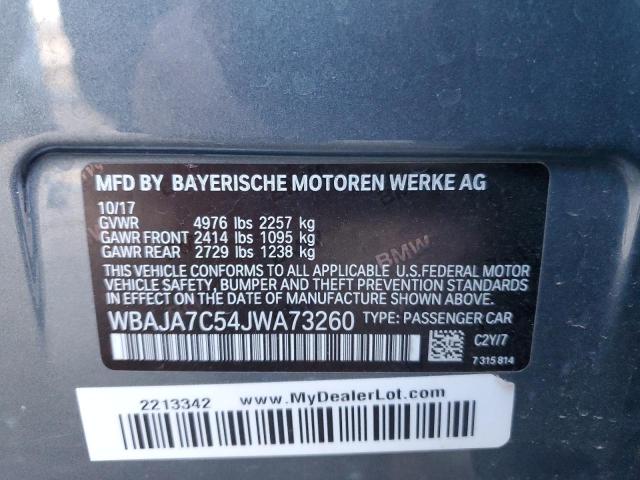 MFD BY BAYERISCHE MOTOREN WERKE AG
10/17
GVWR 4976 lbs 2257 kg
GAWR FRONT 2414 lbs 1095 kg
GAWR REAR 2729 lbs 1238 kg
THIS VEHICLE CONFORMS TO ALL APPLICABLE U.S.FEDERAL MOTOR
VEHICLE SAFETY, BUMPER AND THEFT PREVENTION STANDARDS
IN EFFECT ON THE DATE OF MANUFACTURE SHOWN ABOVE.
WBAJA7C54JWA73260 TYPE: PASSENGER CAR
C2Y/7
7 315 814
BMW
2213342 www.MyDealerLot.com